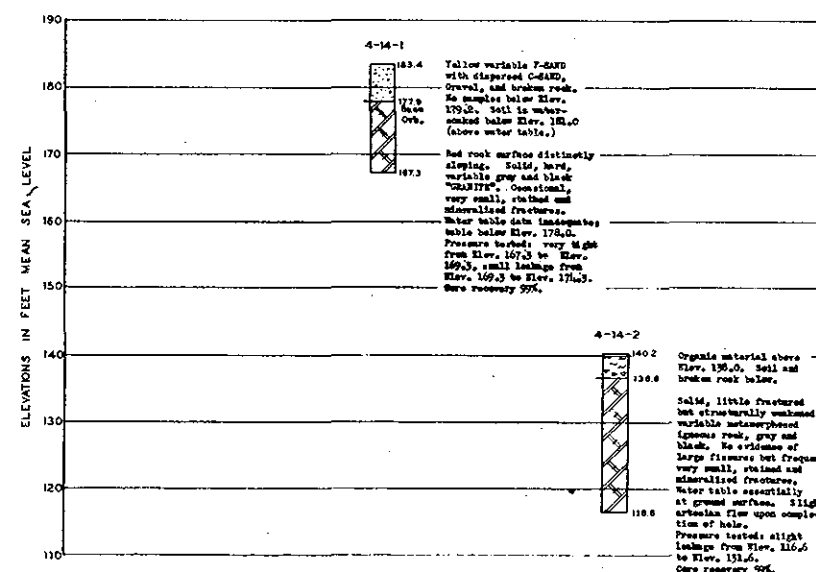 190
180
170
160
150
140
130
120
110
ELEVATIONS IN FEET MEAN SEA LEVEL
4-14-1
183.4
177.9
Orb.
167.3
Yellow variable F-SAND
with dispersed C-SAND,
Gravel, and broken rock.
No samples below Elev.
179.2. Soil is water-
soaked below Elev. 181.0
(above water table.)
Bed rock surface distinctly
sloping. Solid, hard,
variable gray and black
"GRANITE". Occasional,
very small, stained and
mineralized fractures.
Water table data inadequate;
table below Elev. 178.0.
Pressure tested: very tight
from Elev. 167.3 to Elev.
169.3, small leakage from
Elev. 169.3 to Elev. 174.3.
Core recovery 99%.
4-14-2
140.2
136.8
116.6
Organic material above
Elev. 138.0. Soil and
broken rock below.
Solid, little fractured
but structurally weakened
variable metamorphosed
igneous rock, gray and
black. No evidence of
large fissures but frequen
very small, stained and
mineralized fractures.
Water table essentially
at ground surface. Sligh
artesian flow upon comple-
tion of hole.
Pressure tested: slight
leakage from Elev. 116.6
to Elev. 131.6.
Core recovery 99%.